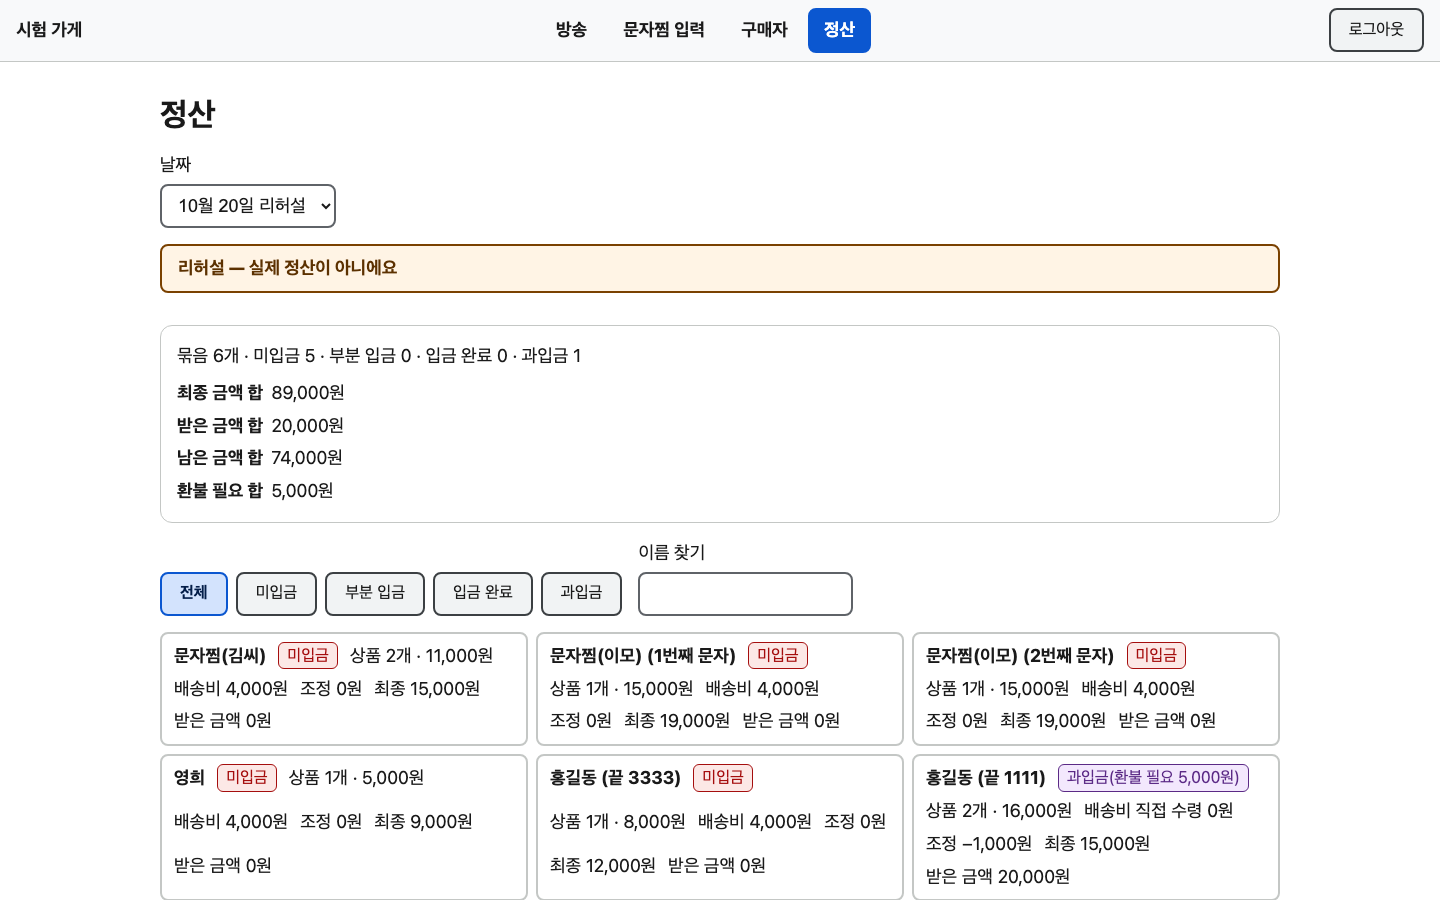 시험 가게
방송 문자찜 입력 구매자 정산
로그아웃
정산
날짜
10월 20일 리허설
리허설 — 실제 정산이 아니에요
묶음 6개 · 미입금 5 · 부분 입금 0 · 입금 완료 0 · 과입금 1
최종 금액 합 89,000원
받은 금액 합 20,000원
남은 금액 합 74,000원
환불 필요 합 5,000원
이름 찾기
전체 미입금 부분 입금 입금 완료 과입금
문자찜(김씨) 미입금 상품 2개 · 11,000원
배송비 4,000원 조정 0원 최종 15,000원
받은 금액 0원
문자찜(이모) (1번째 문자) 미입금
상품 1개 · 15,000원 배송비 4,000원
조정 0원 최종 19,000원 받은 금액 0원
문자찜(이모) (2번째 문자) 미입금
상품 1개 · 15,000원 배송비 4,000원
조정 0원 최종 19,000원 받은 금액 0원
영희 미입금 상품 1개 · 5,000원
배송비 4,000원 조정 0원 최종 9,000원
받은 금액 0원
홍길동 (끝 3333) 미입금
상품 1개 · 8,000원 배송비 4,000원 조정 0원
최종 12,000원 받은 금액 0원
홍길동 (끝 1111) 과입금(환불 필요 5,000원)
상품 2개 · 16,000원 배송비 직접 수령 0원
조정 −1,000원 최종 15,000원
받은 금액 20,000원